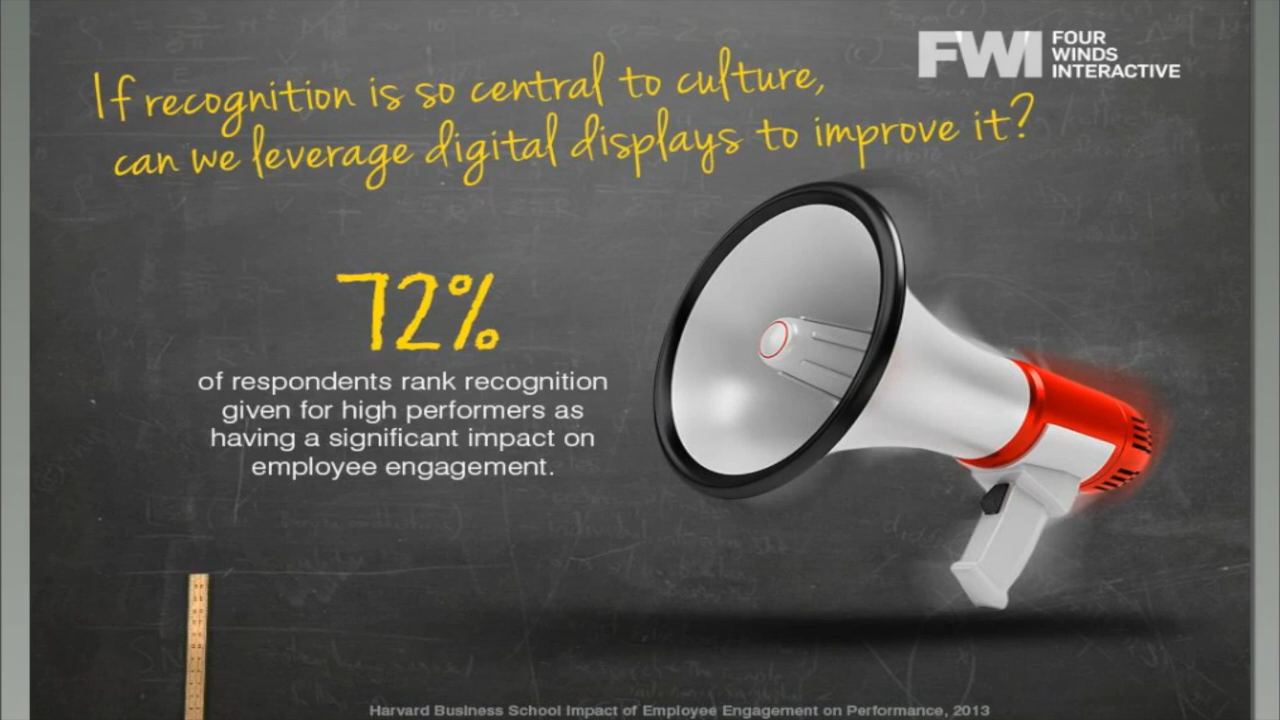 FWI FOUR
WINDS
INTERACTIVE
If recognition is so central to culture,
can we leverage digital displays to improve it?
72%
of respondents rank recognition
given for high performers as
having a significant impact on
employee engagement.
Harvard Business School Impact of Employee Engagement on Performance, 2013